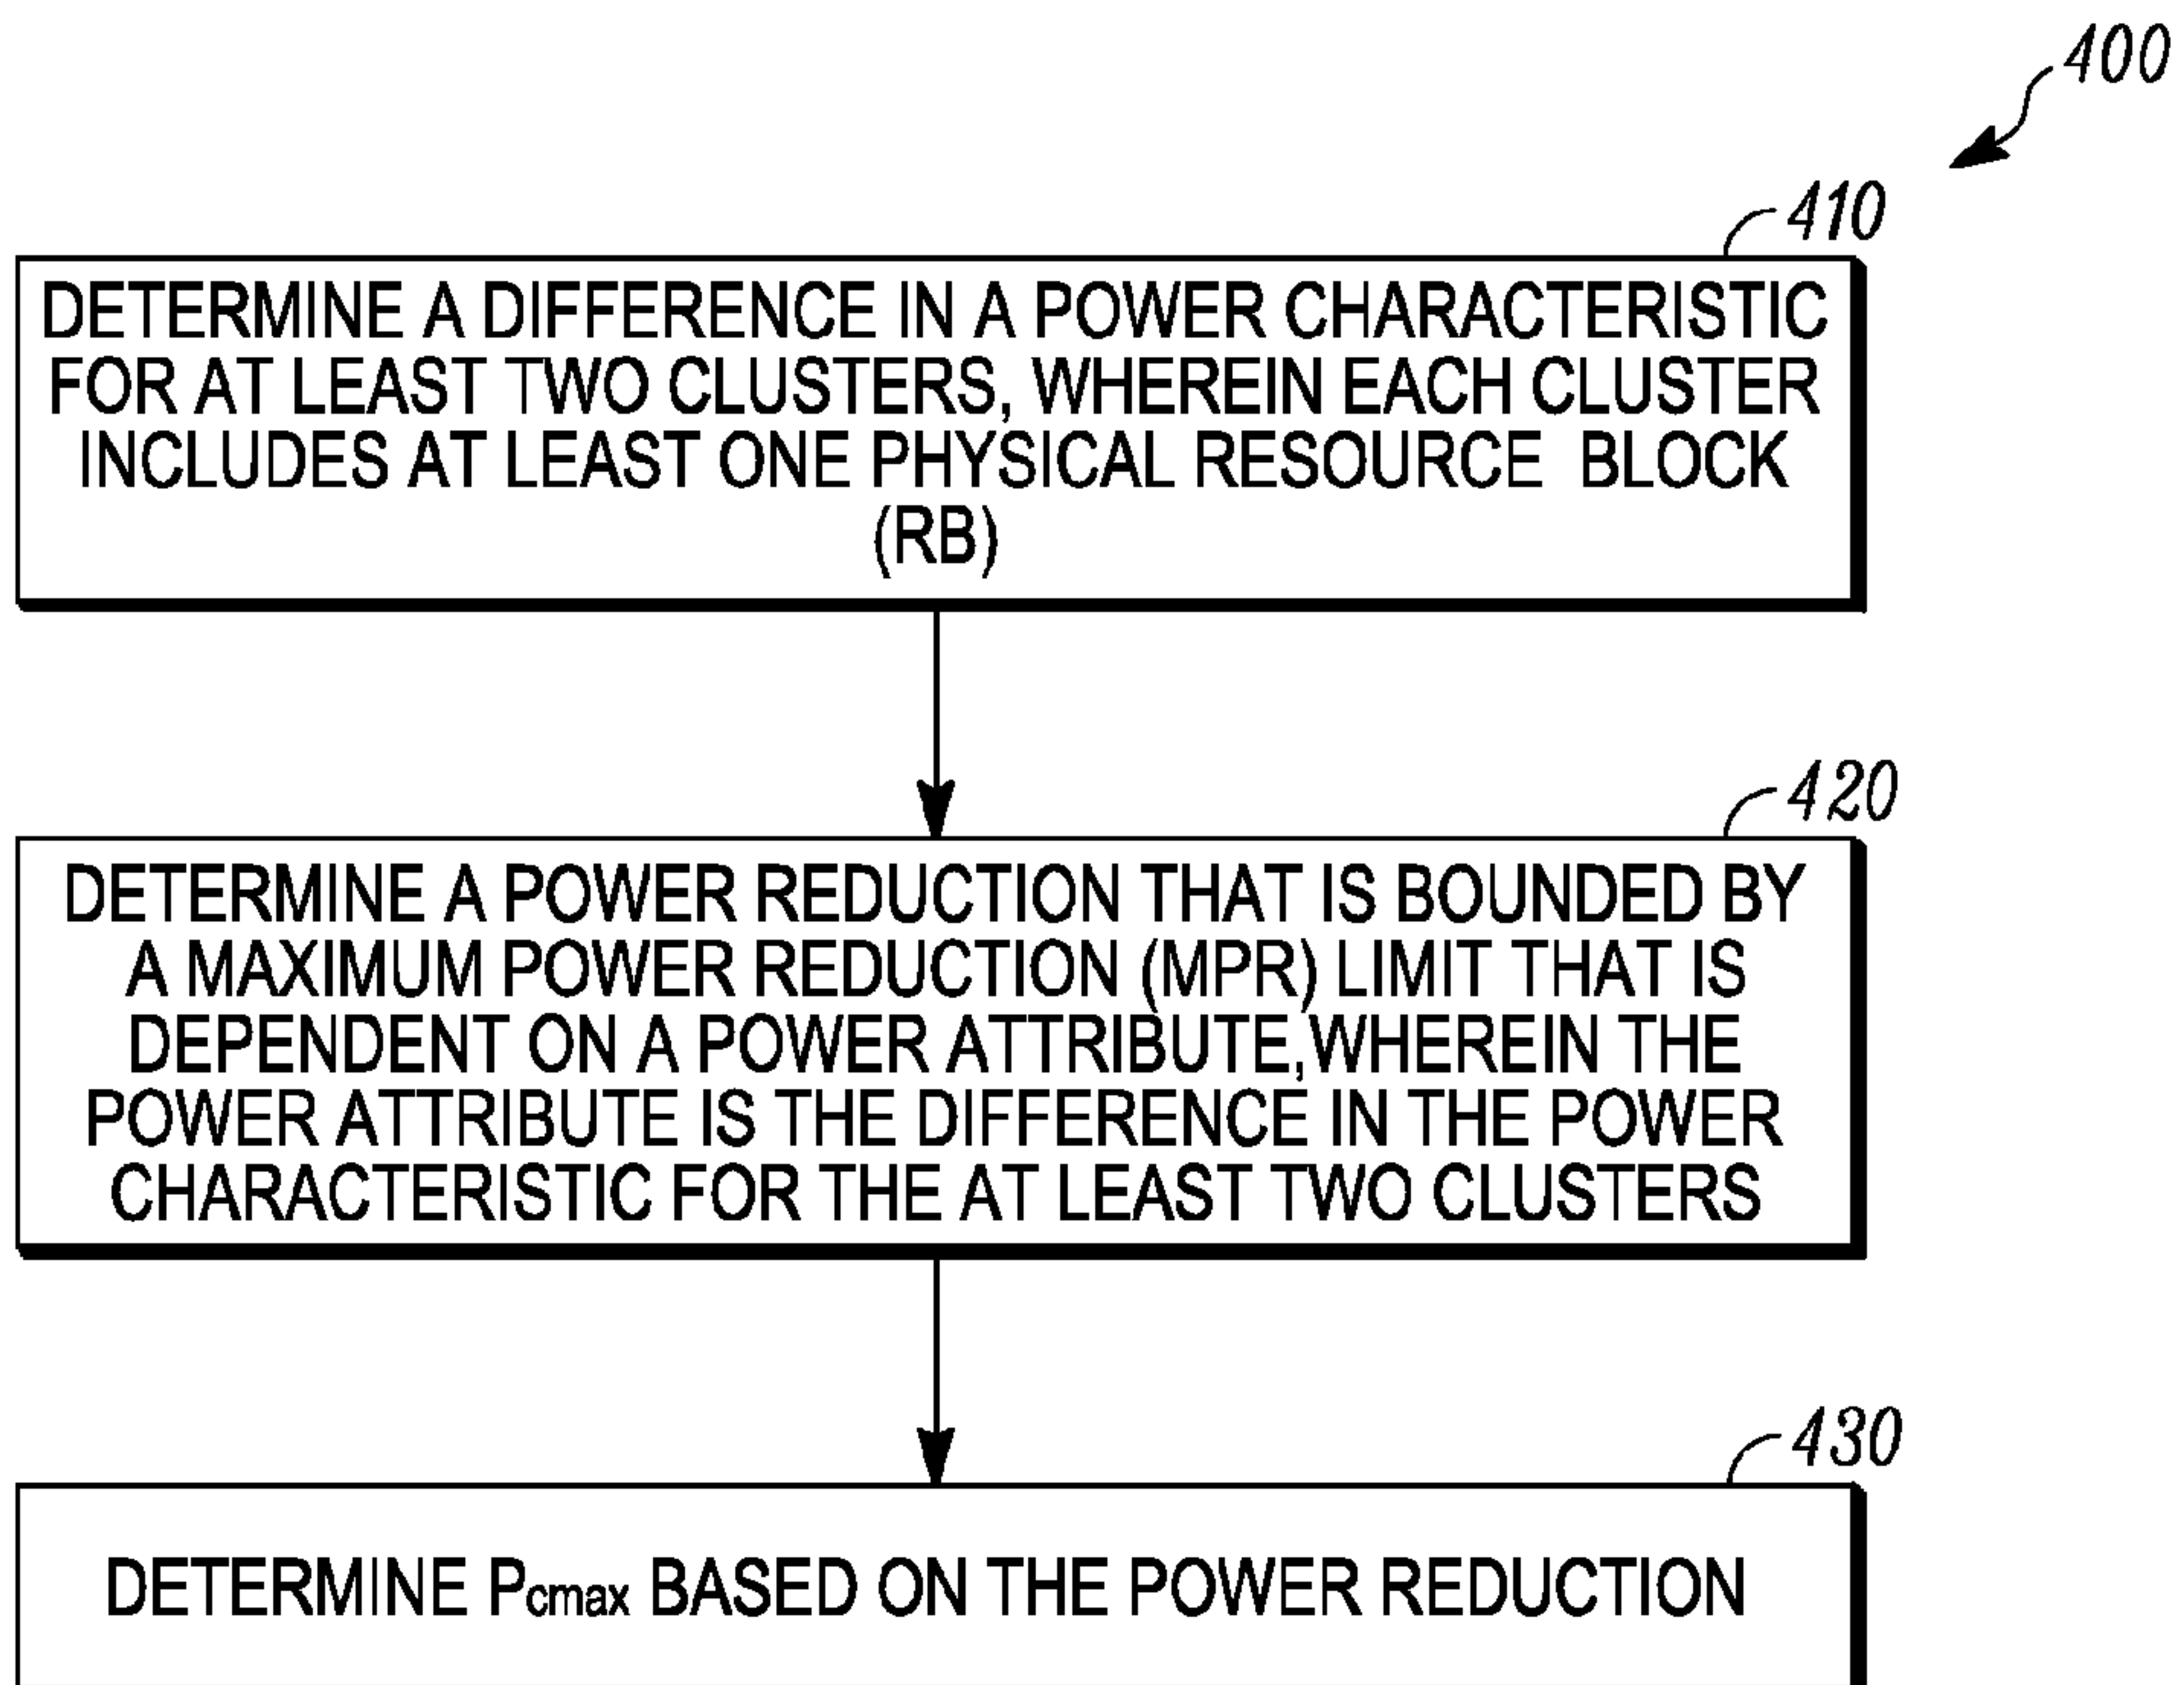 400
410
DETERMINE A DIFFERENCE IN A POWER CHARACTERISTIC
FOR AT LEAST TWO CLUSTERS, WHEREIN EACH CLUSTER
INCLUDES AT LEAST ONE PHYSICAL RESOURCE BLOCK
(RB)
420
DETERMINE A POWER REDUCTION THAT IS BOUNDED BY
A MAXIMUM POWER REDUCTION (MPR) LIMIT THAT IS
DEPENDENT ON A POWER ATTRIBUTE,WHEREIN THE
POWER ATTRIBUTE IS THE DIFFERENCE IN THE POWER
CHARACTERISTIC FOR THE AT LEAST TWO CLUSTERS
430
DETERMINE Pcmax BASED ON THE POWER REDUCTION